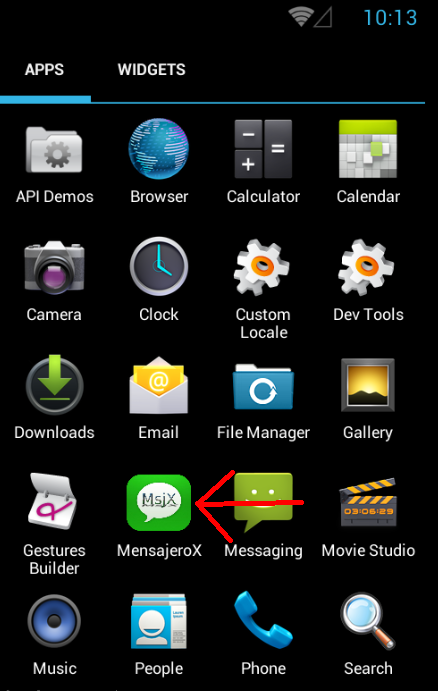 10:13
APPS
WIDGETS
API Demos
Browser
Calculator
Calendar
Camera
Clock
Custom
Locale
Dev Tools
Downloads
@
Email
File Manager
Gallery
Gestures
Builder
MsjX
MensajeroX
Messaging
03:06:29
Movie Studio
Music
People
Phone
Search